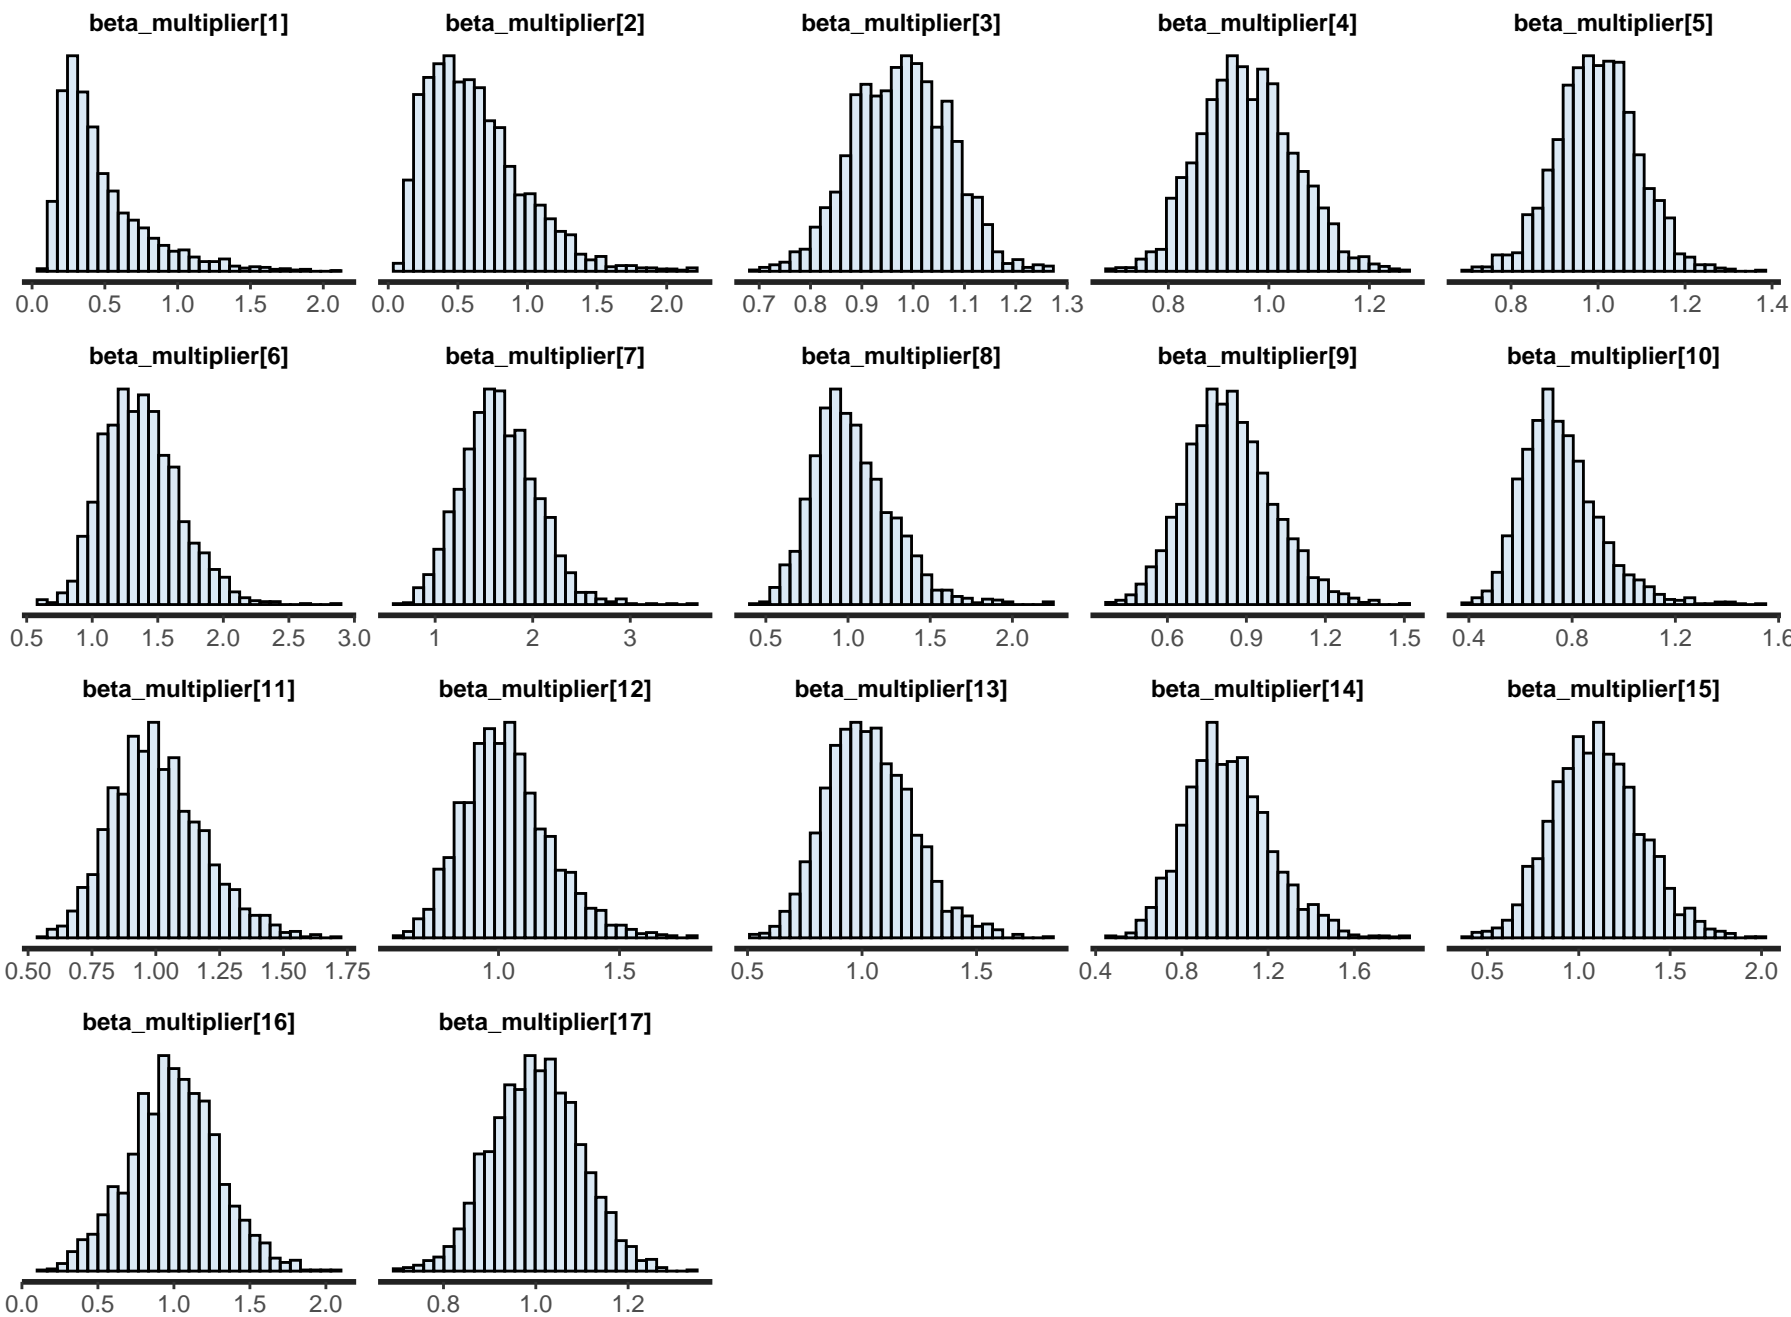 beta_multiplier[1] beta_multiplier[2] beta_multiplier[3] beta_multiplier[4] beta_multiplier[5]
0.0 0.5 1.0 1.5 2.0 0.0 0.5 1.0 1.5 2.0 0.7 0.8 0.9 1.0 1.1 1.2 1.3 0.8 1.0 1.2 0.8 1.0 1.2 1.4
beta_multiplier[6] beta_multiplier[7] beta_multiplier[8] beta_multiplier[9] beta_multiplier[10]
0.5 1.0 1.5 2.0 2.5 3.0 1 2 3 0.5 1.0 1.5 2.0 0.6 0.9 1.2 1.5 0.4 0.8 1.2 1.6
beta_multiplier[11] beta_multiplier[12] beta_multiplier[13] beta_multiplier[14] beta_multiplier[15]
0.50 0.75 1.00 1.25 1.50 1.75 1.0 1.5 0.5 1.0 1.5 0.4 0.8 1.2 1.6 0.5 1.0 1.5 2.0
beta_multiplier[16] beta_multiplier[17]
0.0 0.5 1.0 1.5 2.0 0.8 1.0 1.2